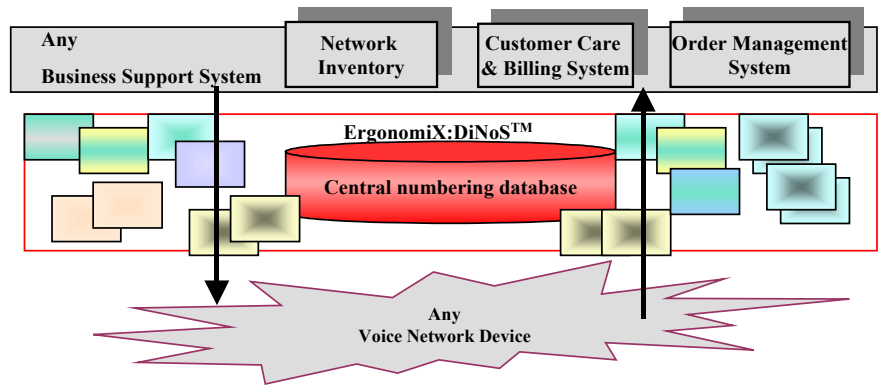 Any
Business Support System
Network
Inventory
Customer Care
& Billing System
Order Management
System
ErgonomiX:DiNoS™
Central numbering database
Any
Voice Network Device